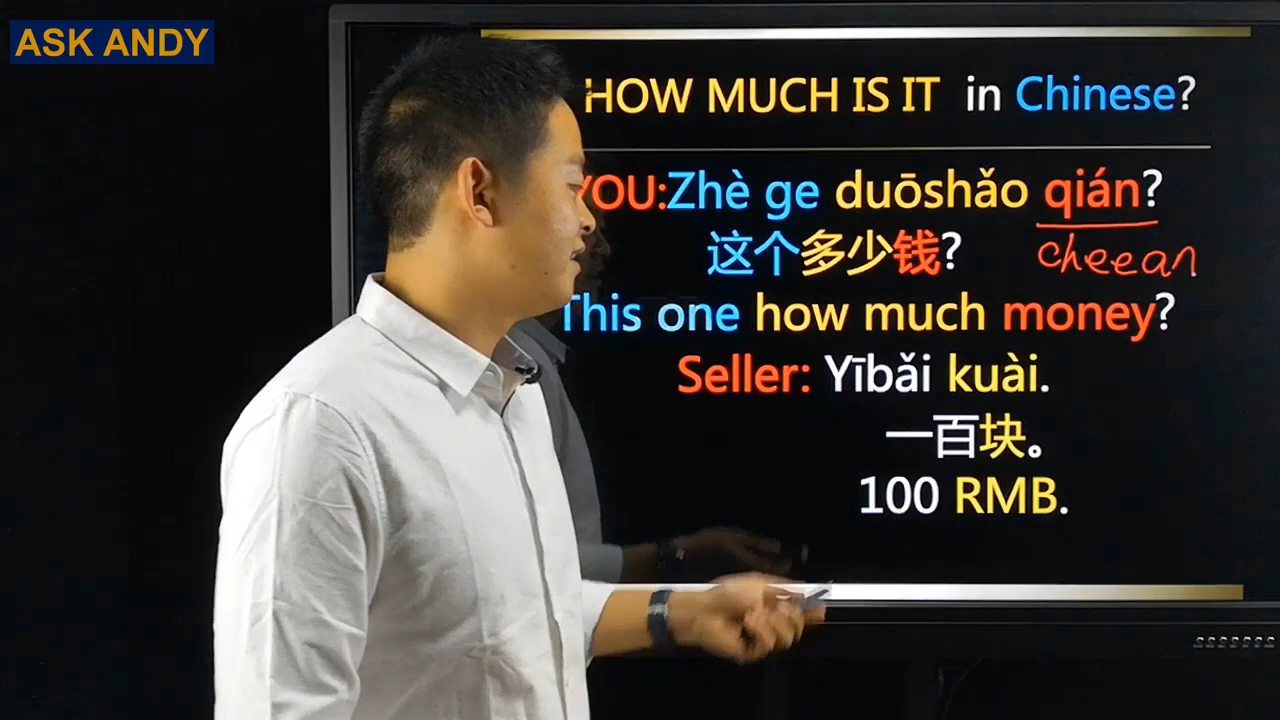 ASK ANDY
HOW MUCH IS IT in Chinese?
YOU:Zhè ge duōshǎo qián?
这个多少钱?
cheean
This one how much money?
Seller: Yībǎi kuài.
一百块。
100 RMB.